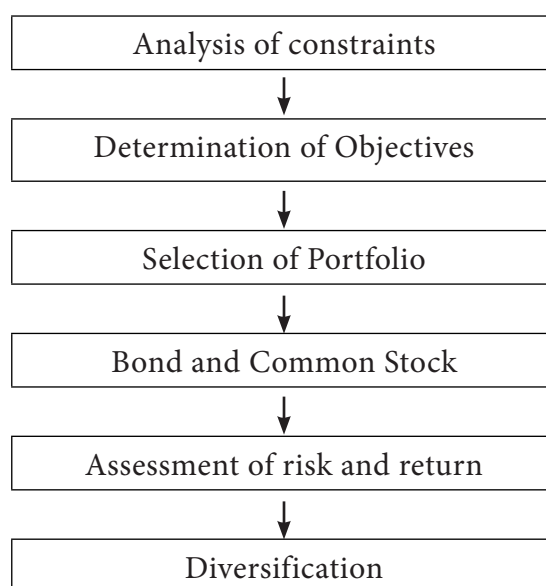 Analysis of constraints
Determination of Objectives
Selection of Portfolio
Bond and Common Stock
Assessment of risk and return
Diversification